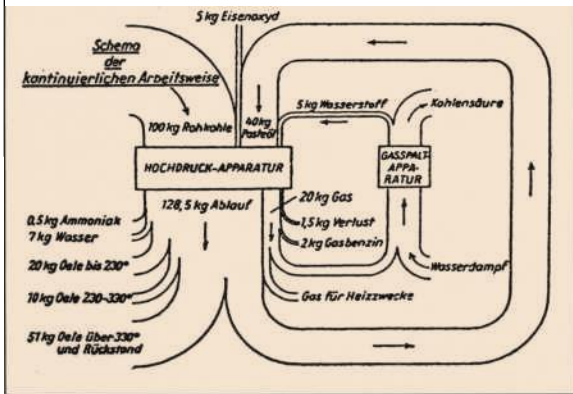 5 kg Eisenoxyd
Schema
der
kontinuierlichen Arbeitsweise
100 kg Rohkohle
40 kg
Pasteöl
5 kg Wasserstoff
Kohlensäure
HOCHDRUCK-APPARATUR
GASSPALT-
APPA-
RATUR
128,5 kg Ablauf
20 kg Gas
0,5 kg Ammoniak
7 kg Wasser
1,5 kg Verlust
2 kg Gasbenzin
20 kg Oele bis 230°
Wasserdampf
10 kg Oele 230-330°
Gas für Heizzwecke
51 kg Oele über 330°
und Rückstand